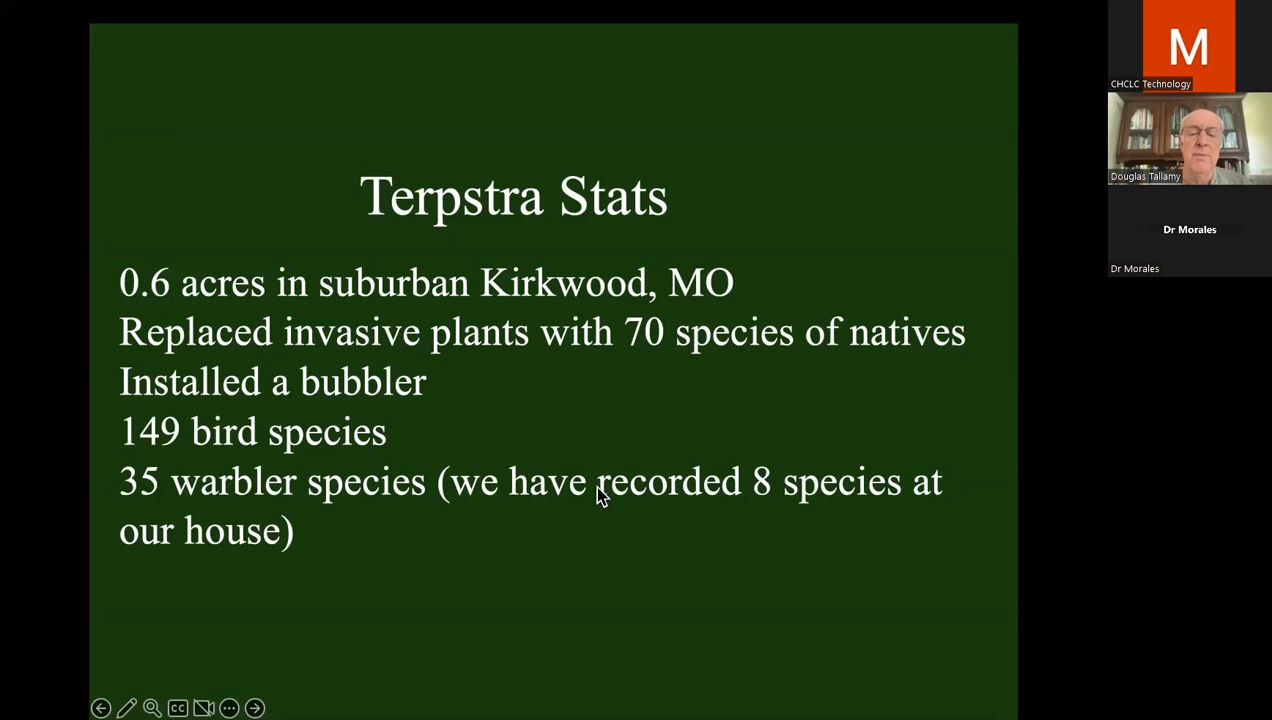 Terpstra Stats
0.6 acres in suburban Kirkwood, MO
Replaced invasive plants with 70 species of natives
Installed a bubbler
149 bird species
35 warbler species (we have recorded 8 species at
our house)
M
CHCLC Technology
Douglas Tallamy
Dr Morales
Dr Morales
CC